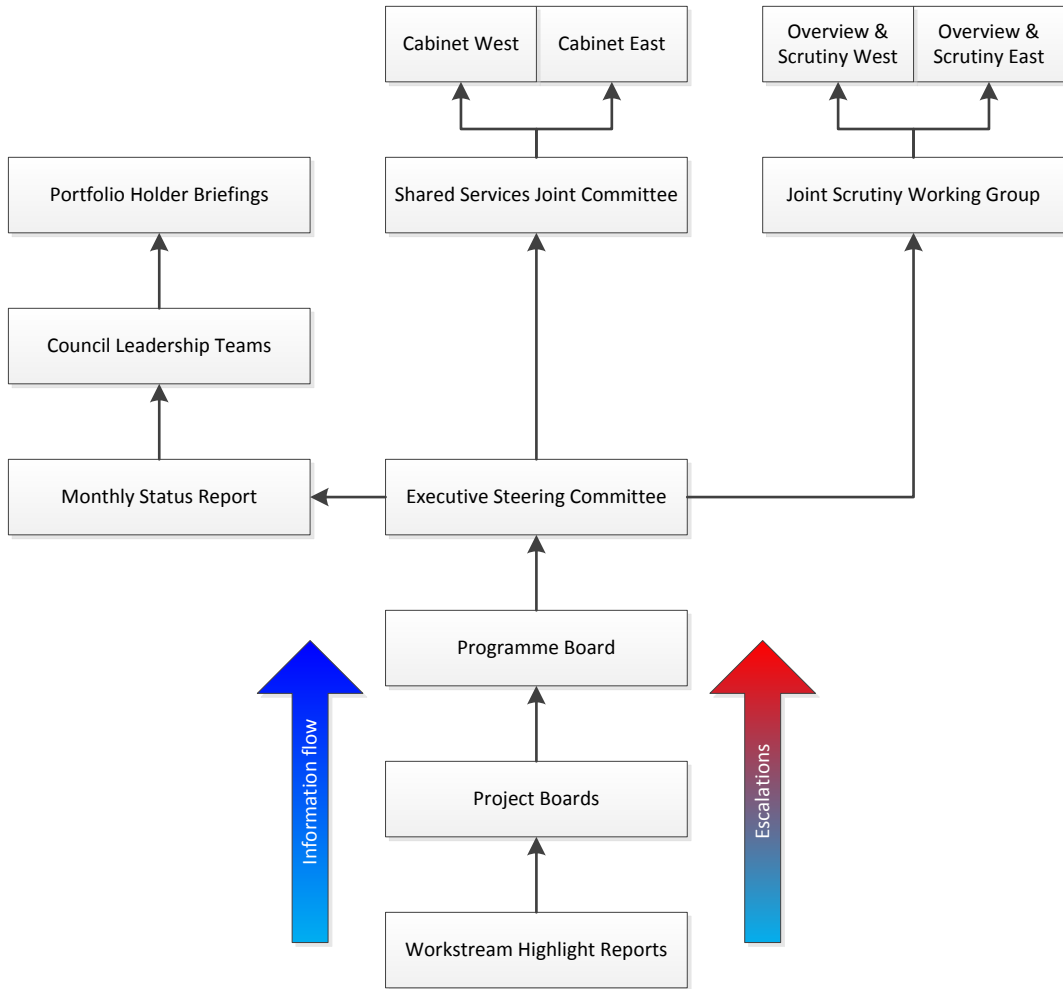 Cabinet West
Cabinet East
Overview &
Scrutiny West
Overview &
Scrutiny East
Portfolio Holder Briefings
Shared Services Joint Committee
Joint Scrutiny Working Group
Council Leadership Teams
Monthly Status Report
Executive Steering Committee
Programme Board
Information flow
Escalations
Project Boards
Workstream Highlight Reports